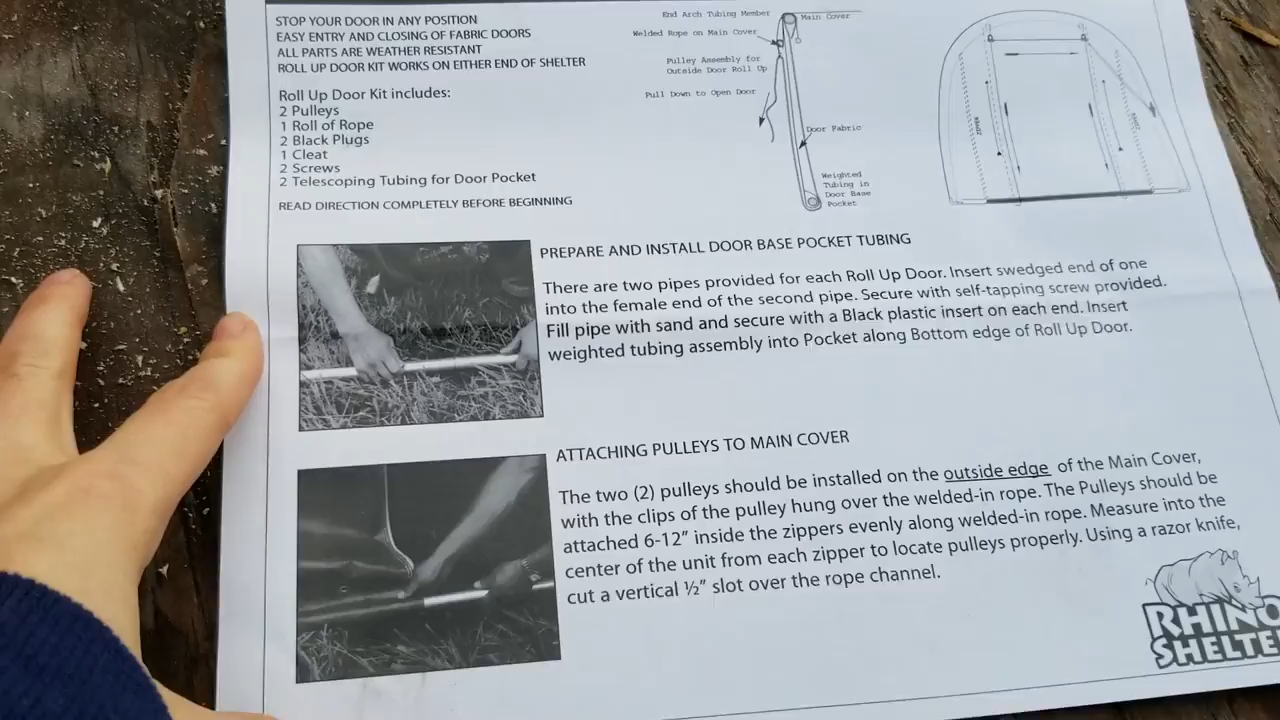 STOP YOUR DOOR IN ANY POSITION
EASY ENTRY AND CLOSING OF FABRIC DOORS
ALL PARTS ARE WEATHER RESISTANT
ROLL UP DOOR KIT WORKS ON EITHER END OF SHELTER
Roll Up Door Kit includes:
2 Pulleys
1 Roll of Rope
2 Black Plugs
1 Cleat
2 Screws
2 Telescoping Tubing for Door Pocket
READ DIRECTION COMPLETELY BEFORE BEGINNING
End Arch Tubing Member
Main Cover
Welded Rope on Main Cover
Pulley Assembly for
Outside Door Roll Up
Pull Down to Open Door
Door Fabric
Weighted
Tubing in
Door Base
Pocket
ZIPPER
ZIPPER
PREPARE AND INSTALL DOOR BASE POCKET TUBING
There are two pipes provided for each Roll Up Door. Insert swedged end of one
into the female end of the second pipe. Secure with self-tapping screw provided.
Fill pipe with sand and secure with a Black plastic insert on each end. Insert
weighted tubing assembly into Pocket along Bottom edge of Roll Up Door.
ATTACHING PULLEYS TO MAIN COVER
The two (2) pulleys should be installed on the outside edge of the Main Cover,
with the clips of the pulley hung over the welded-in rope. The Pulleys should be
attached 6-12" inside the zippers evenly along welded-in rope. Measure into the
center of the unit from each zipper to locate pulleys properly. Using a razor knife,
cut a vertical ½" slot over the rope channel.
RHINO
SHELTE